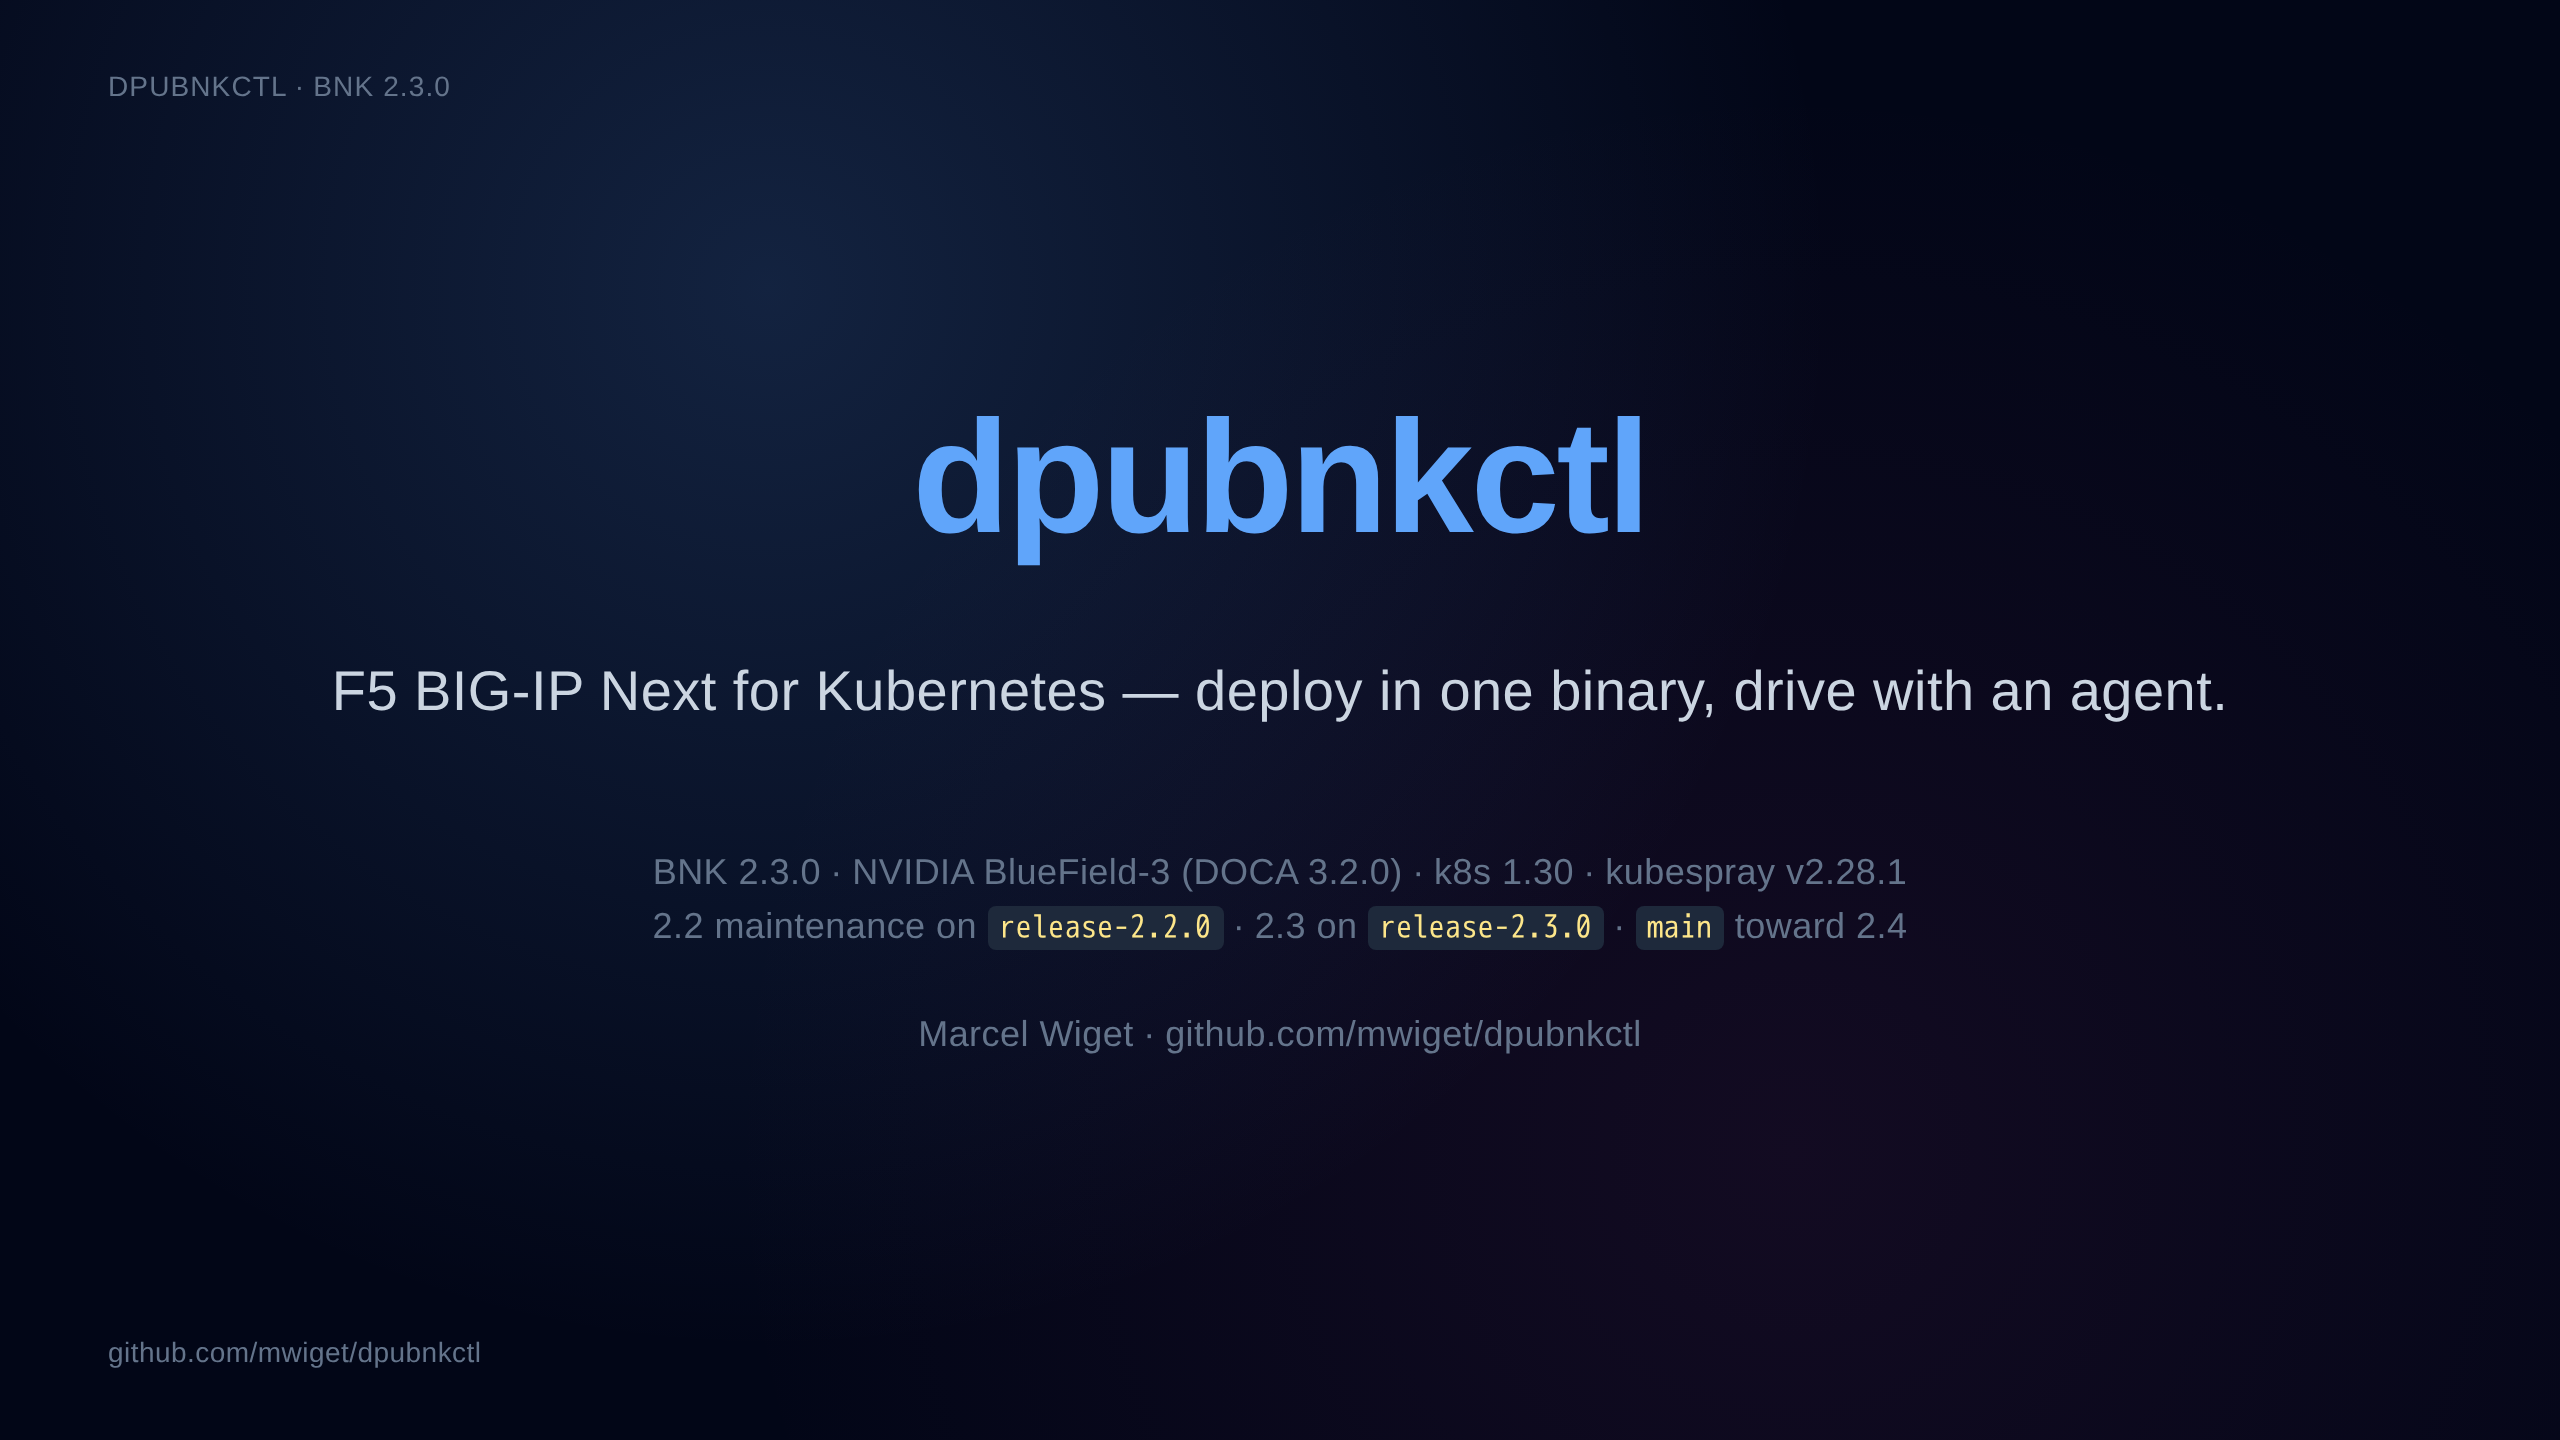 DPUBNKCTL · BNK 2.3.0
dpubnkctl
F5 BIG-IP Next for Kubernetes — deploy in one binary, drive with an agent.
BNK 2.3.0 · NVIDIA BlueField-3 (DOCA 3.2.0) · k8s 1.30 · kubespray v2.28.1
2.2 maintenance on release-2.2.0 · 2.3 on release-2.3.0 · main toward 2.4
Marcel Wiget · github.com/mwiget/dpubnkctl
github.com/mwiget/dpubnkctl